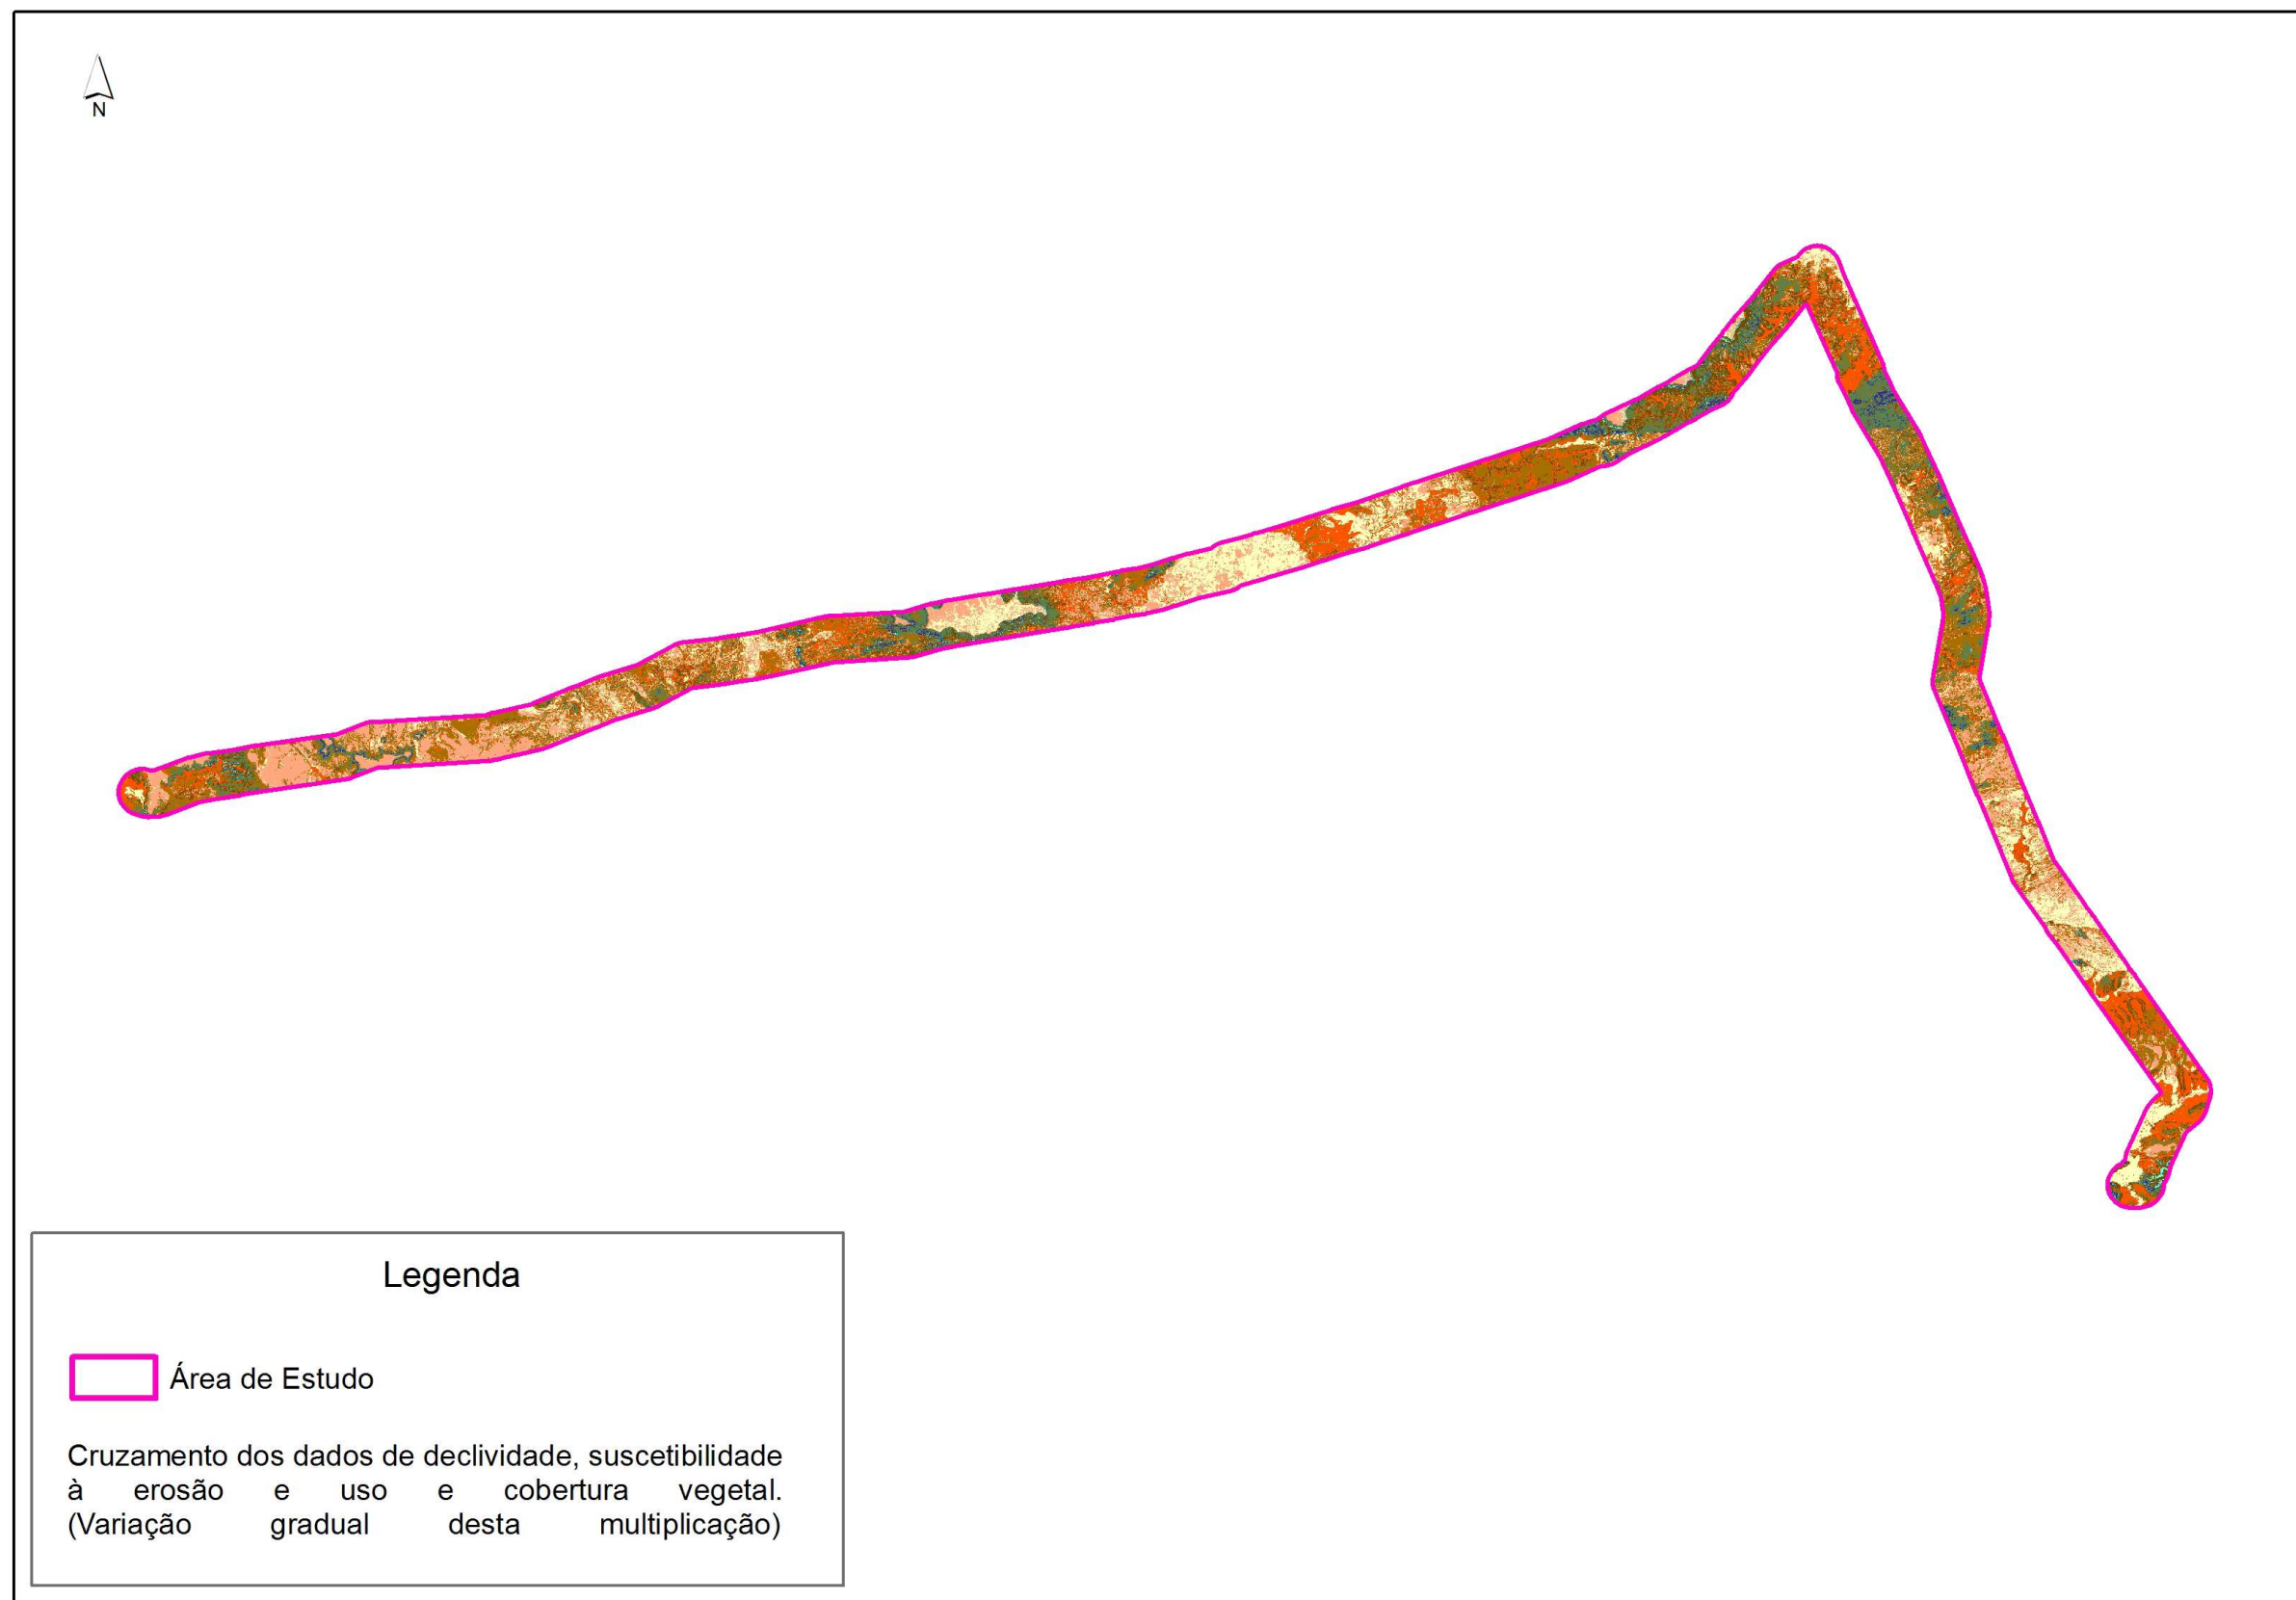 N
Legenda
Área de Estudo
Cruzamento dos dados de declividade, suscetibilidade
à erosão e uso e cobertura vegetal.
(Variação gradual desta multiplicação)